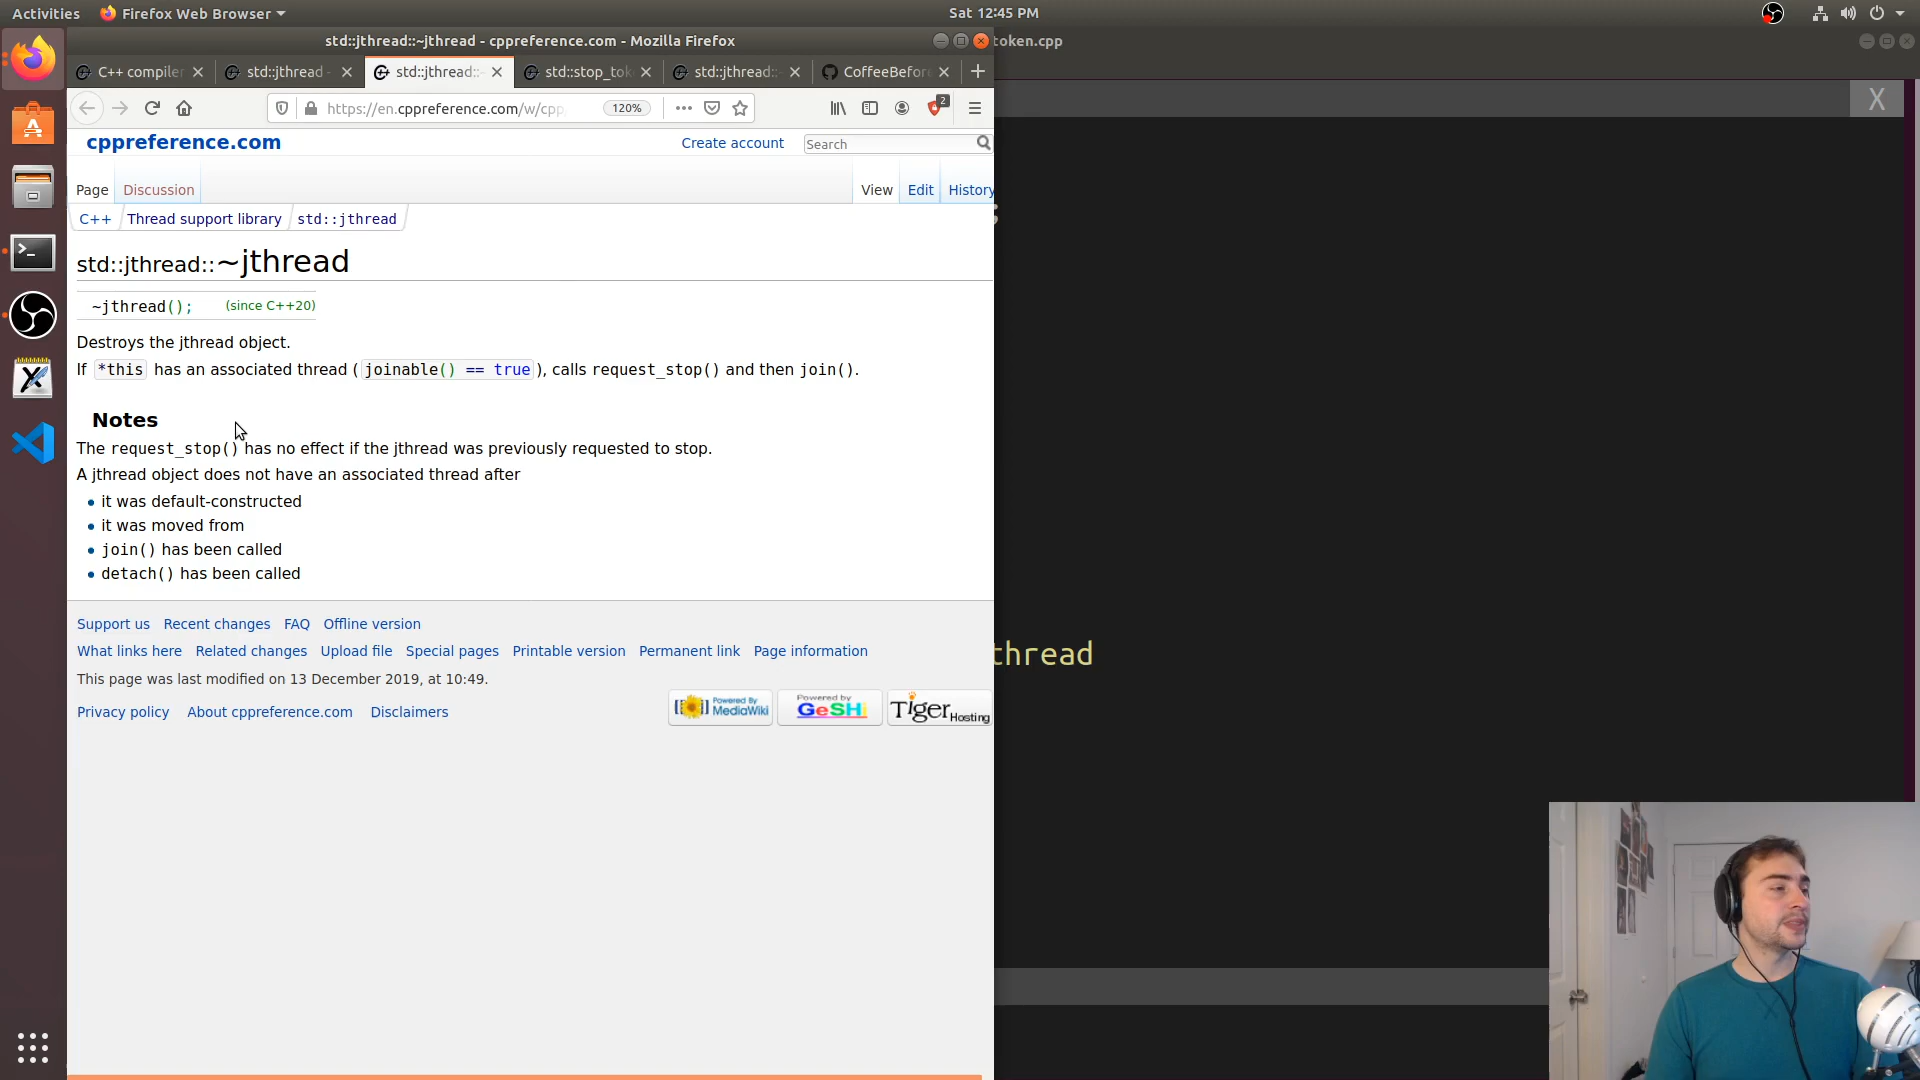 Activities Firefox Web Browser Sat 12:45 PM
std::jthread::~jthread - cppreference.com - Mozilla Firefox token.cpp
C++ compiler std::jthread - std::jthread::~ std::stop_tok std::jthread:: CoffeeBefor
https://en.cppreference.com/w/cpp 120% 2
X
cppreference.com Create account Search
Page Discussion View Edit History
C++ Thread support library std::jthread
std::jthread::~jthread
~jthread(); (since C++20)
Destroys the jthread object.
If *this has an associated thread (joinable() == true), calls request_stop() and then join().
Notes
The request_stop() has no effect if the jthread was previously requested to stop.
A jthread object does not have an associated thread after
it was default-constructed
it was moved from
join() has been called
detach() has been called
Support us Recent changes FAQ Offline version
What links here Related changes Upload file Special pages Printable version Permanent link Page information
thread
This page was last modified on 13 December 2019, at 10:49.
Privacy policy About cppreference.com Disclaimers
Powered by MediaWiki
Powered by GeSHi
Tiger Hosting